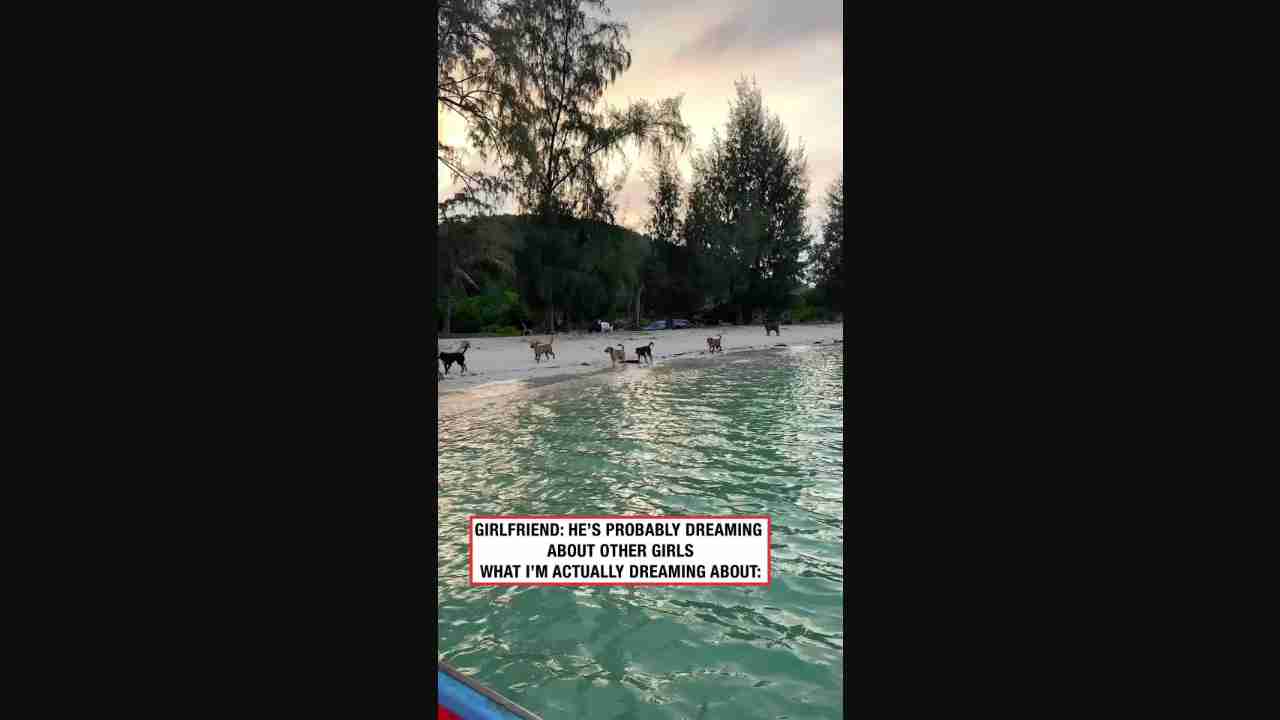 GIRLFRIEND: HE'S PROBABLY DREAMING
ABOUT OTHER GIRLS
WHAT I'M ACTUALLY DREAMING ABOUT: